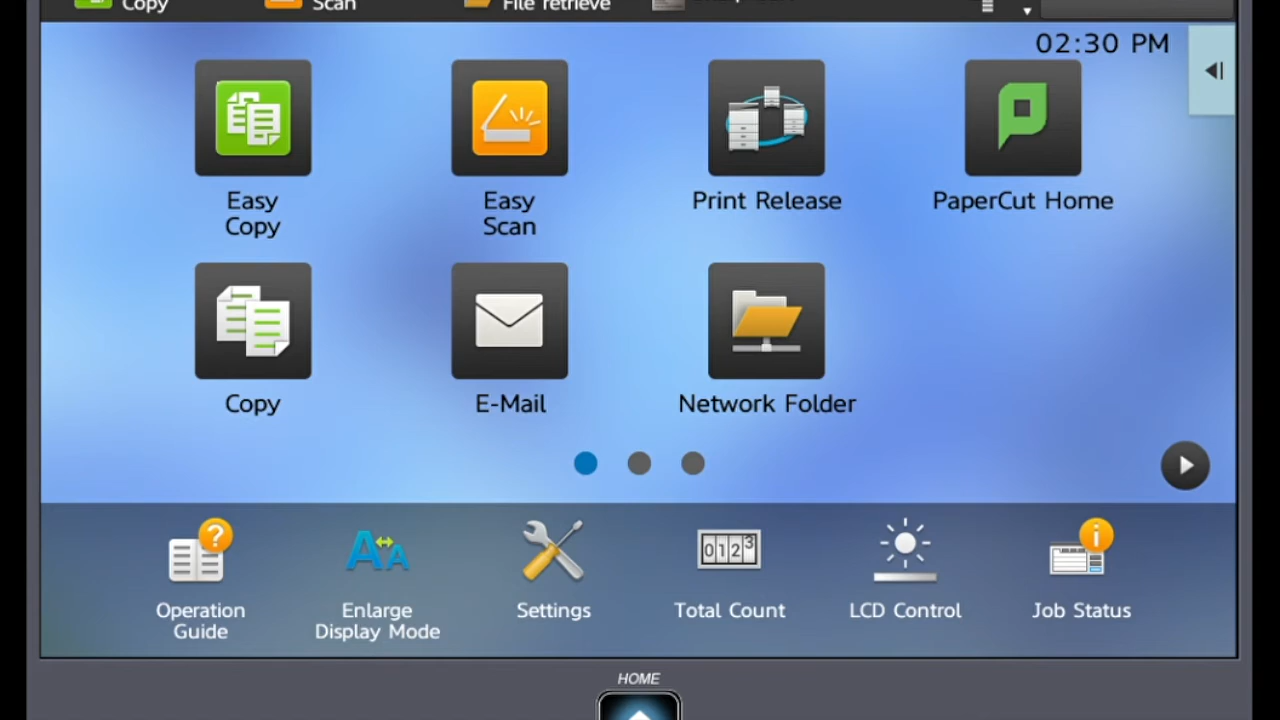 Copy
Scan
File retrieve
02:30 PM
Easy
Copy
Easy
Scan
Print Release
PaperCut Home
Copy
E-Mail
Network Folder
Operation
Guide
Enlarge
Display Mode
Settings
0123
Total Count
LCD Control
Job Status
HOME